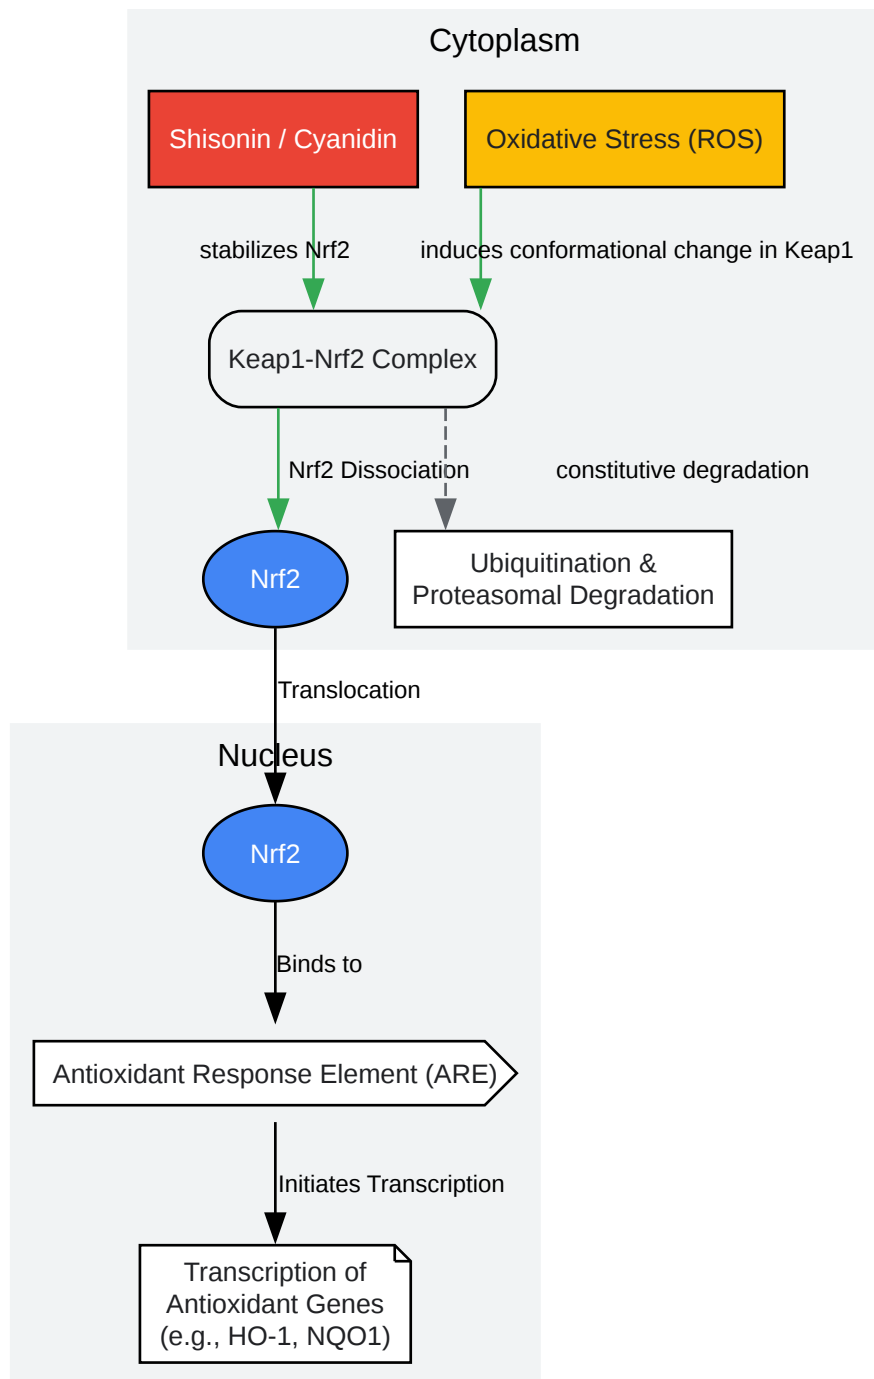 Cytoplasm
Shisonin / Cyanidin
Oxidative Stress (ROS)
stabilizes Nrf2
induces conformational change in Keap1
Keap1-Nrf2 Complex
Nrf2 Dissociation
constitutive degradation
Nrf2
Ubiquitination &
Proteasomal Degradation
Translocation
Nucleus
Nrf2
Binds to
Antioxidant Response Element (ARE)
Initiates Transcription
Transcription of
Antioxidant Genes
(e.g., HO-1, NQO1)